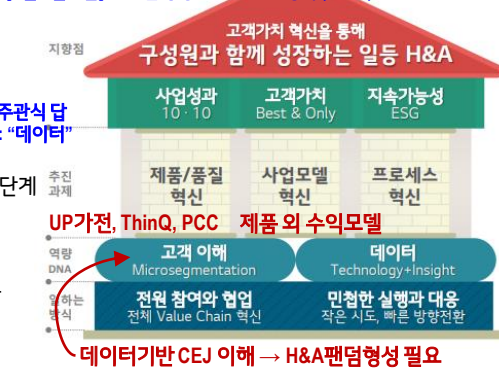 고객가치 혁신을 통해
지향점
구성원과 함께 성장하는 일등 H&A
사업성과 고객가치 지속가능성
10 · 10 Best & Only ESG
주관식 답
: “데이터”
단계
추진
과제
제품/품질 사업모델 프로세스
혁신 혁신 혁신
UP가전, ThinQ, PCC 제품 외 수익모델
역량
DNA
고객 이해 데이터
Microsegmentation Technology+Insight
일하는
방식
전원 참여와 협업 민첩한 실행과 대응
전체 Value Chain 혁신 작은 시도, 빠른 방향전환
데이터기반 CEJ 이해 → H&A팬덤형성 필요